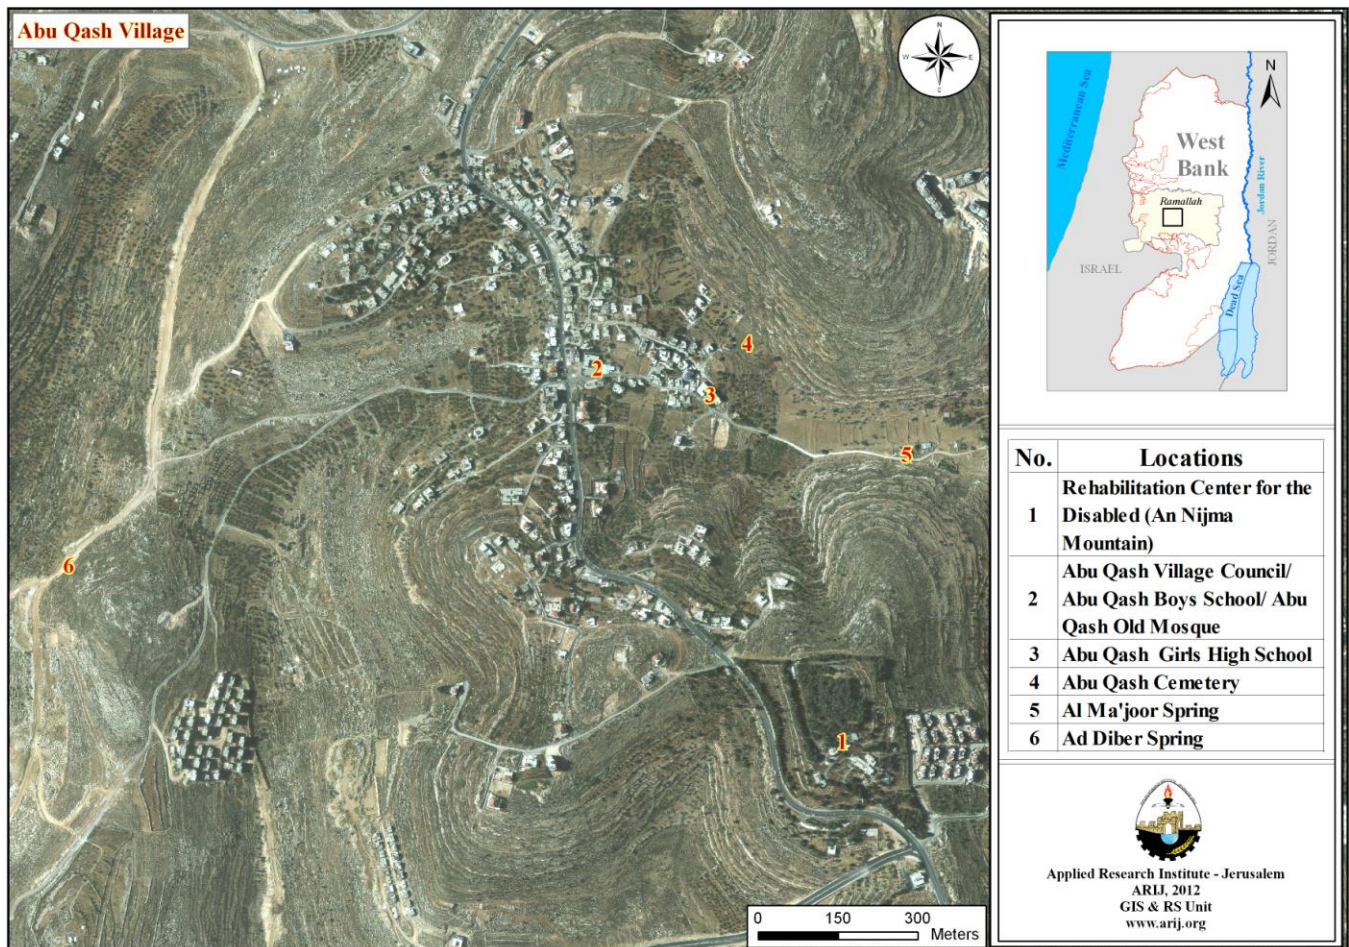 Abu Qash Village
N
W
E
2
4
3
5
6
1
0
150
300
Meters
N
Mediterranean Sea
West
Bank
Ramallah
Jordan River
JORDAN
ISRAEL
Dead Sea
No.
Locations
1
Rehabilitation Center for the
Disabled (An Nijma
Mountain)
2
Abu Qash Village Council/
Abu Qash Boys School/ Abu
Qash Old Mosque
3
Abu Qash Girls High School
4
Abu Qash Cemetery
5
Al Ma'joor Spring
6
Ad Diber Spring
Applied Research Institute - Jerusalem
ARIJ, 2012
GIS & RS Unit
www.arij.org